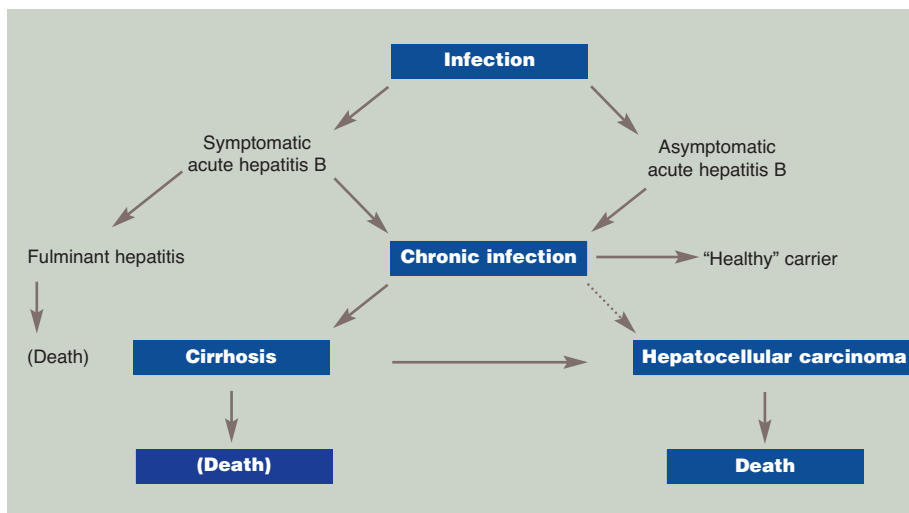 Infection
Symptomatic
acute hepatitis B
Asymptomatic
acute hepatitis B
Fulminant hepatitis
Chronic infection
“Healthy” carrier
(Death)
Cirrhosis
Hepatocellular carcinoma
(Death)
Death